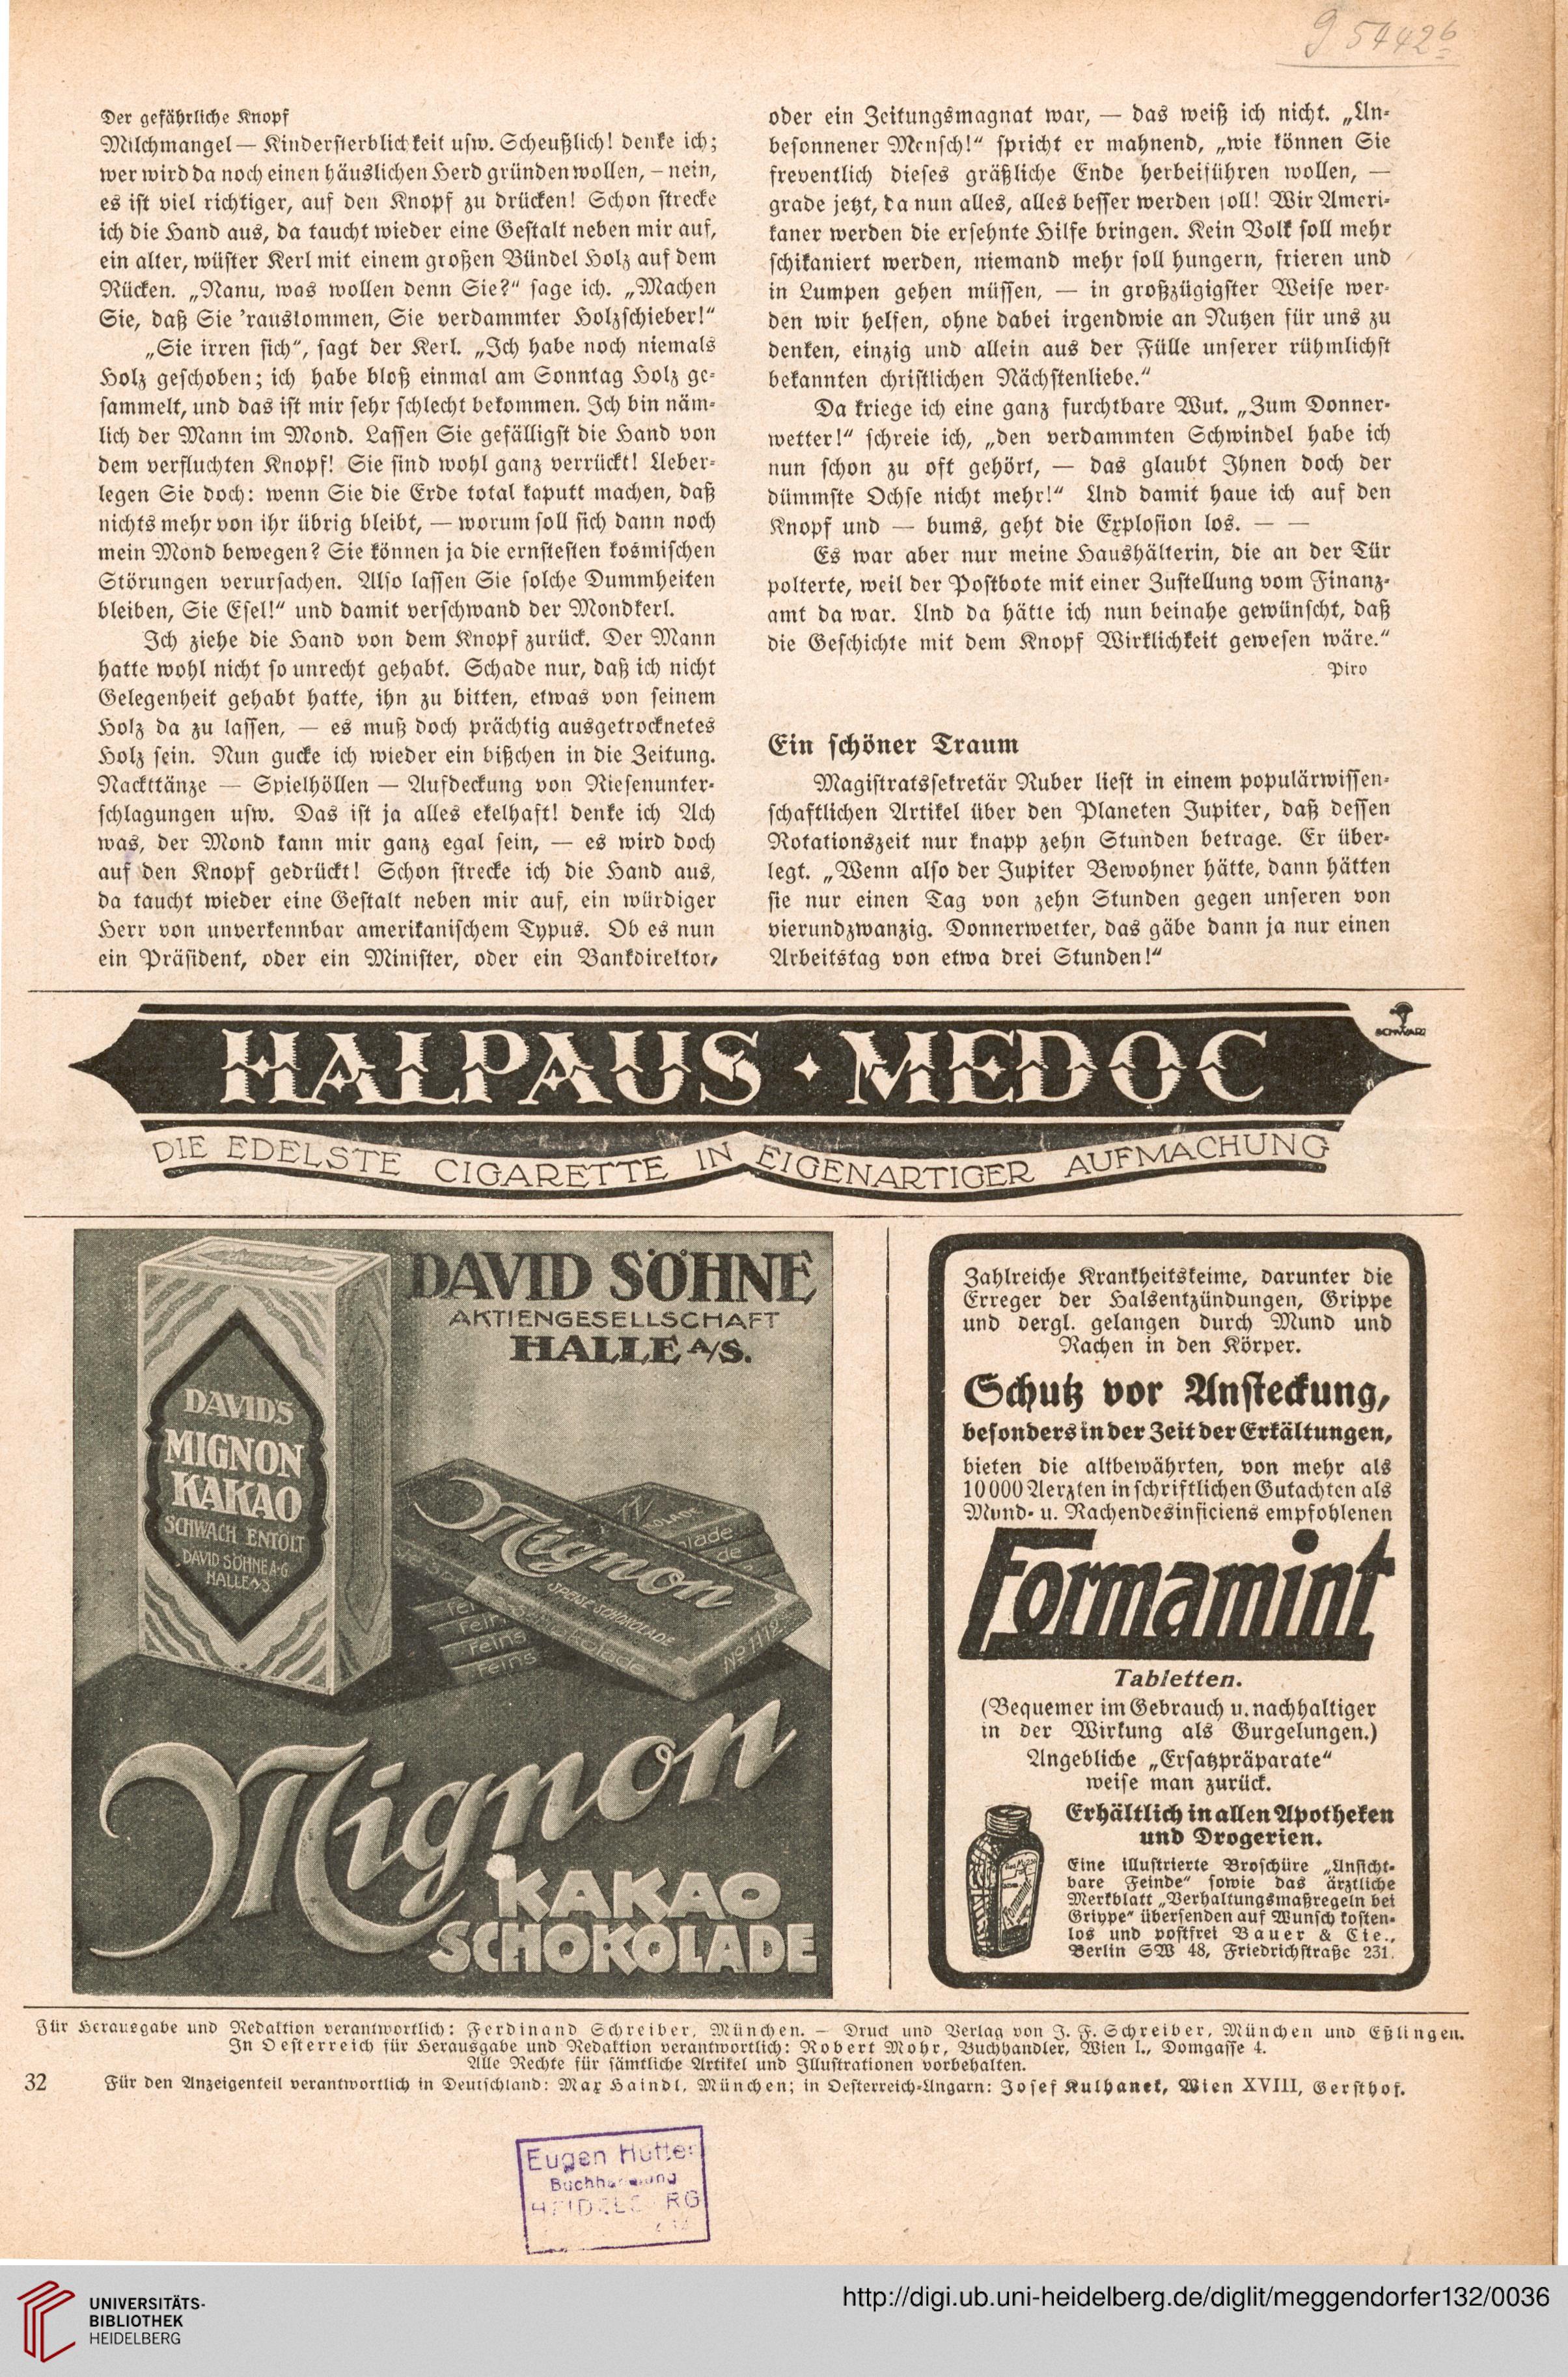 g 5442b
Der gefährliche Knopf
Milchmangel — Kindersterblichkeit usw. Scheußlich! denke ich;
wer wird da noch einen häuslichen Herd gründen wollen, – nein,
es ist viel richtiger, auf den Knopf zu drücken! Schon strecke
ich die Hand aus, da taucht wieder eine Gestalt neben mir auf,
ein alter, wüster Kerl mit einem großen Bündel Holz auf dem
Rücken. „Nanu, was wollen denn Sie?“ sage ich. „Machen
Sie, daß Sie 'rauskommen, Sie verdammter Holzschieber!“
„Sie irren sich“, sagt der Kerl. „Ich habe noch niemals
Holz geschoben; ich habe bloß einmal am Sonntag Holz ge-
sammelt, und das ist mir sehr schlecht bekommen. Ich bin näm-
lich der Mann im Mond. Lassen Sie gefälligst die Hand von
dem verfluchten Knopf! Sie sind wohl ganz verrückt! Ueber-
legen Sie doch: wenn Sie die Erde total kaputt machen, daß
nichts mehr von ihr übrig bleibt, — worum soll sich dann noch
mein Mond bewegen? Sie können ja die ernstesten kosmischen
Störungen verursachen. Also lassen Sie solche Dummheiten
bleiben, Sie Esel!“ und damit verschwand der Mondkerl.
Ich ziehe die Hand von dem Knopf zurück. Der Mann
hatte wohl nicht so unrecht gehabt. Schade nur, daß ich nicht
Gelegenheit gehabt hatte, ihn zu bitten, etwas von seinem
Holz da zu lassen, — es muß doch prächtig ausgetrocknetes
Holz sein. Nun gucke ich wieder ein bißchen in die Zeitung.
Nackttänze — Spielhöllen — Aufdeckung von Riesenunter-
schlagungen usw. Das ist ja alles ekelhaft! denke ich Ach
was, der Mond kann mir ganz egal sein, — es wird doch
auf den Knopf gedrückt! Schon strecke ich die Hand aus,
da taucht wieder eine Gestalt neben mir auf, ein würdiger
Herr von unverkennbar amerikanischem Typus. Ob es nun
ein Präsident, oder ein Minister, oder ein Bankdirektor,
oder ein Zeitungsmagnat war, — das weiß ich nicht. „Un-
besonnener Mensch!“ spricht er mahnend, „wie können Sie
freventlich dieses gräßliche Ende herbeiführen wollen, —
grade jetzt, da nun alles, alles besser werden soll! Wir Ameri-
kaner werden die ersehnte Hilfe bringen. Kein Volk soll mehr
schikaniert werden, niemand mehr soll hungern, frieren und
in Lumpen gehen müssen, — in großzügigster Weise wer-
den wir helfen, ohne dabei irgendwie an Nutzen für uns zu
denken, einzig und allein aus der Fülle unserer rühmlichst
bekannten christlichen Nächstenliebe.“
Da kriege ich eine ganz furchtbare Wut. „Zum Donner-
wetter!“ schreie ich, „den verdammten Schwindel habe ich
nun schon zu oft gehört, — das glaubt Ihnen doch der
dümmste Ochse nicht mehr!“ Und damit haue ich auf den
Knopf und — bums, geht die Explosion los. — —
Es war aber nur meine Haushälterin, die an der Tür
polterte, weil der Postbote mit einer Zustellung vom Finanz-
amt da war. Und da hätte ich nun beinahe gewünscht, daß
die Geschichte mit dem Knopf Wirklichkeit gewesen wäre.“
Piro
Ein schöner Traum
Magistratssekretär Ruber liest in einem populärwissen-
schaftlichen Artikel über den Planeten Jupiter, daß dessen
Rotationszeit nur knapp zehn Stunden betrage. Er über-
legt. „Wenn also der Jupiter Bewohner hätte, dann hätten
sie nur einen Tag von zehn Stunden gegen unseren von
vierundzwanzig. Donnerwetter, das gäbe dann ja nur einen
Arbeitstag von etwa drei Stunden!“
HALPAUS · MEDOC
SCHWARZ
DIE EDELSTE CIGARETTE IN EIGENARTIGER AUFMACHUNG
DAVID SÖHNE
AKTIENGESELLSCHAFT
HALLE A/S.
DAVIDS
MIGNON
KAKAO
SCHWACH ENTÖLT
DAVID SÖHNE A·G
HALLE A/S
Mignon
SPEISE SCHOKOLADE
No 1112
Feins
Feins
Mignon
KAKAO
SCHOKOLADE
Zahlreiche Krankheitskeime, darunter die
Erreger der Halsentzündungen, Grippe
und dergl. gelangen durch Mund und
Rachen in den Körper.
Schutz vor Ansteckung,
besonders in der Zeit der Erkältungen,
bieten die altbewährten, von mehr als
10000 Aerzten in schriftlichen Gutachten als
Mund- u. Rachendesinficiens empfohlenen
Formamint
Tabletten.
(Bequemer im Gebrauch u. nachhaltiger
in der Wirkung als Gurgelungen.)
Angebliche „Ersatzpräparate“
weise man zurück.
Erhältlich in allen Apotheken
und Drogerien.
Eine illustrierte Broschüre „Unsicht-
bare Feinde“ sowie das ärztliche
Merkblatt „Verhaltungsmaßregeln bei
Grippe“ übersenden auf Wunsch kosten-
los und postfrei Bauer & Cie.,
Berlin SW 48, Friedrichstraße 231.
Für Herausgabe und Redaktion verantwortlich: Ferdinand Schreiber, München. — Druck und Verlag von J. F. Schreiber, München und Eßlingen.
In Oesterreich für Herausgabe und Redaktion verantwortlich: Robert Mohr, Buchhandler, Wien I., Domgasse 4.
Alle Rechte für sämtliche Artikel und Illustrationen vorbehalten.
32 Für den Anzeigenteil verantwortlich in Deutschland: Max Haindl, München; in Oesterreich-Ungarn: Josef Kulhanek, Wien XVIII, Gersthof.
Eugen Hutter
Buchhandlung
HEIDELBERG
UNIVERSITÄTS-
BIBLIOTHEK
HEIDELBERG
http://digi.ub.uni-heidelberg.de/diglit/meggendorfer132/0036